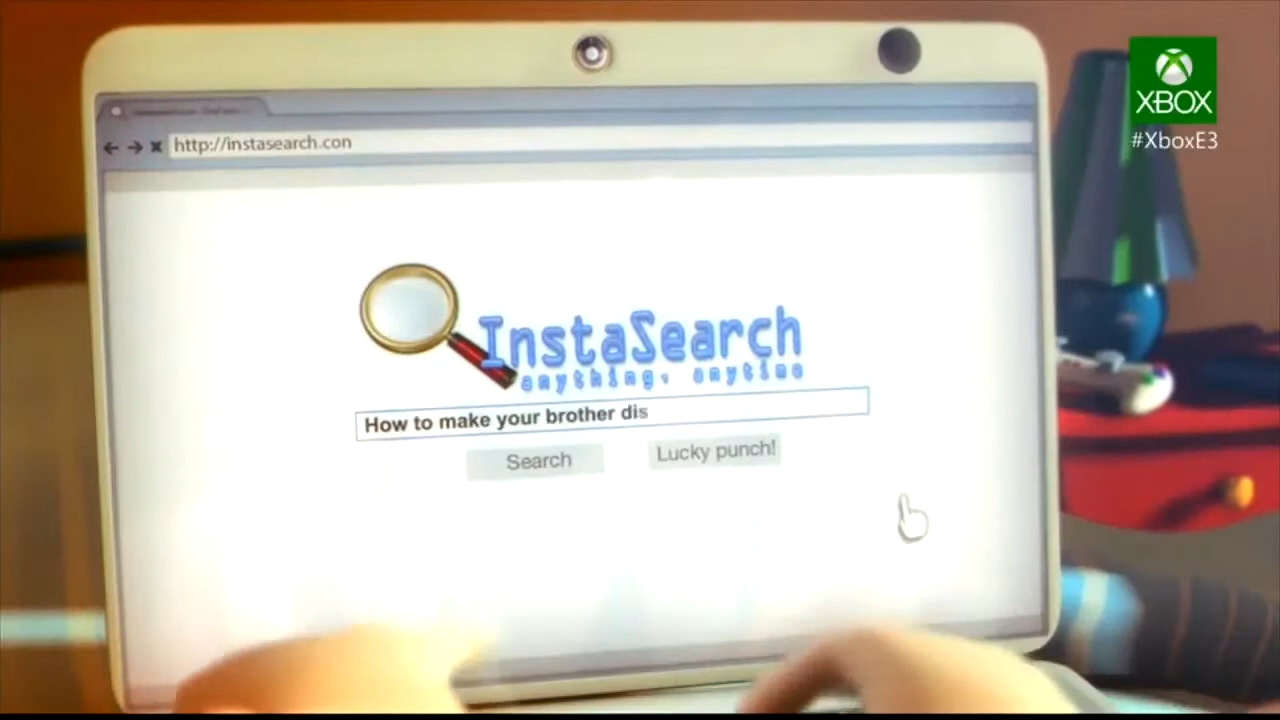 XBOX
#XboxE3
http://instasearch.con
InstaSearch
anything, anytime
How to make your brother dis
Search
Lucky punch!